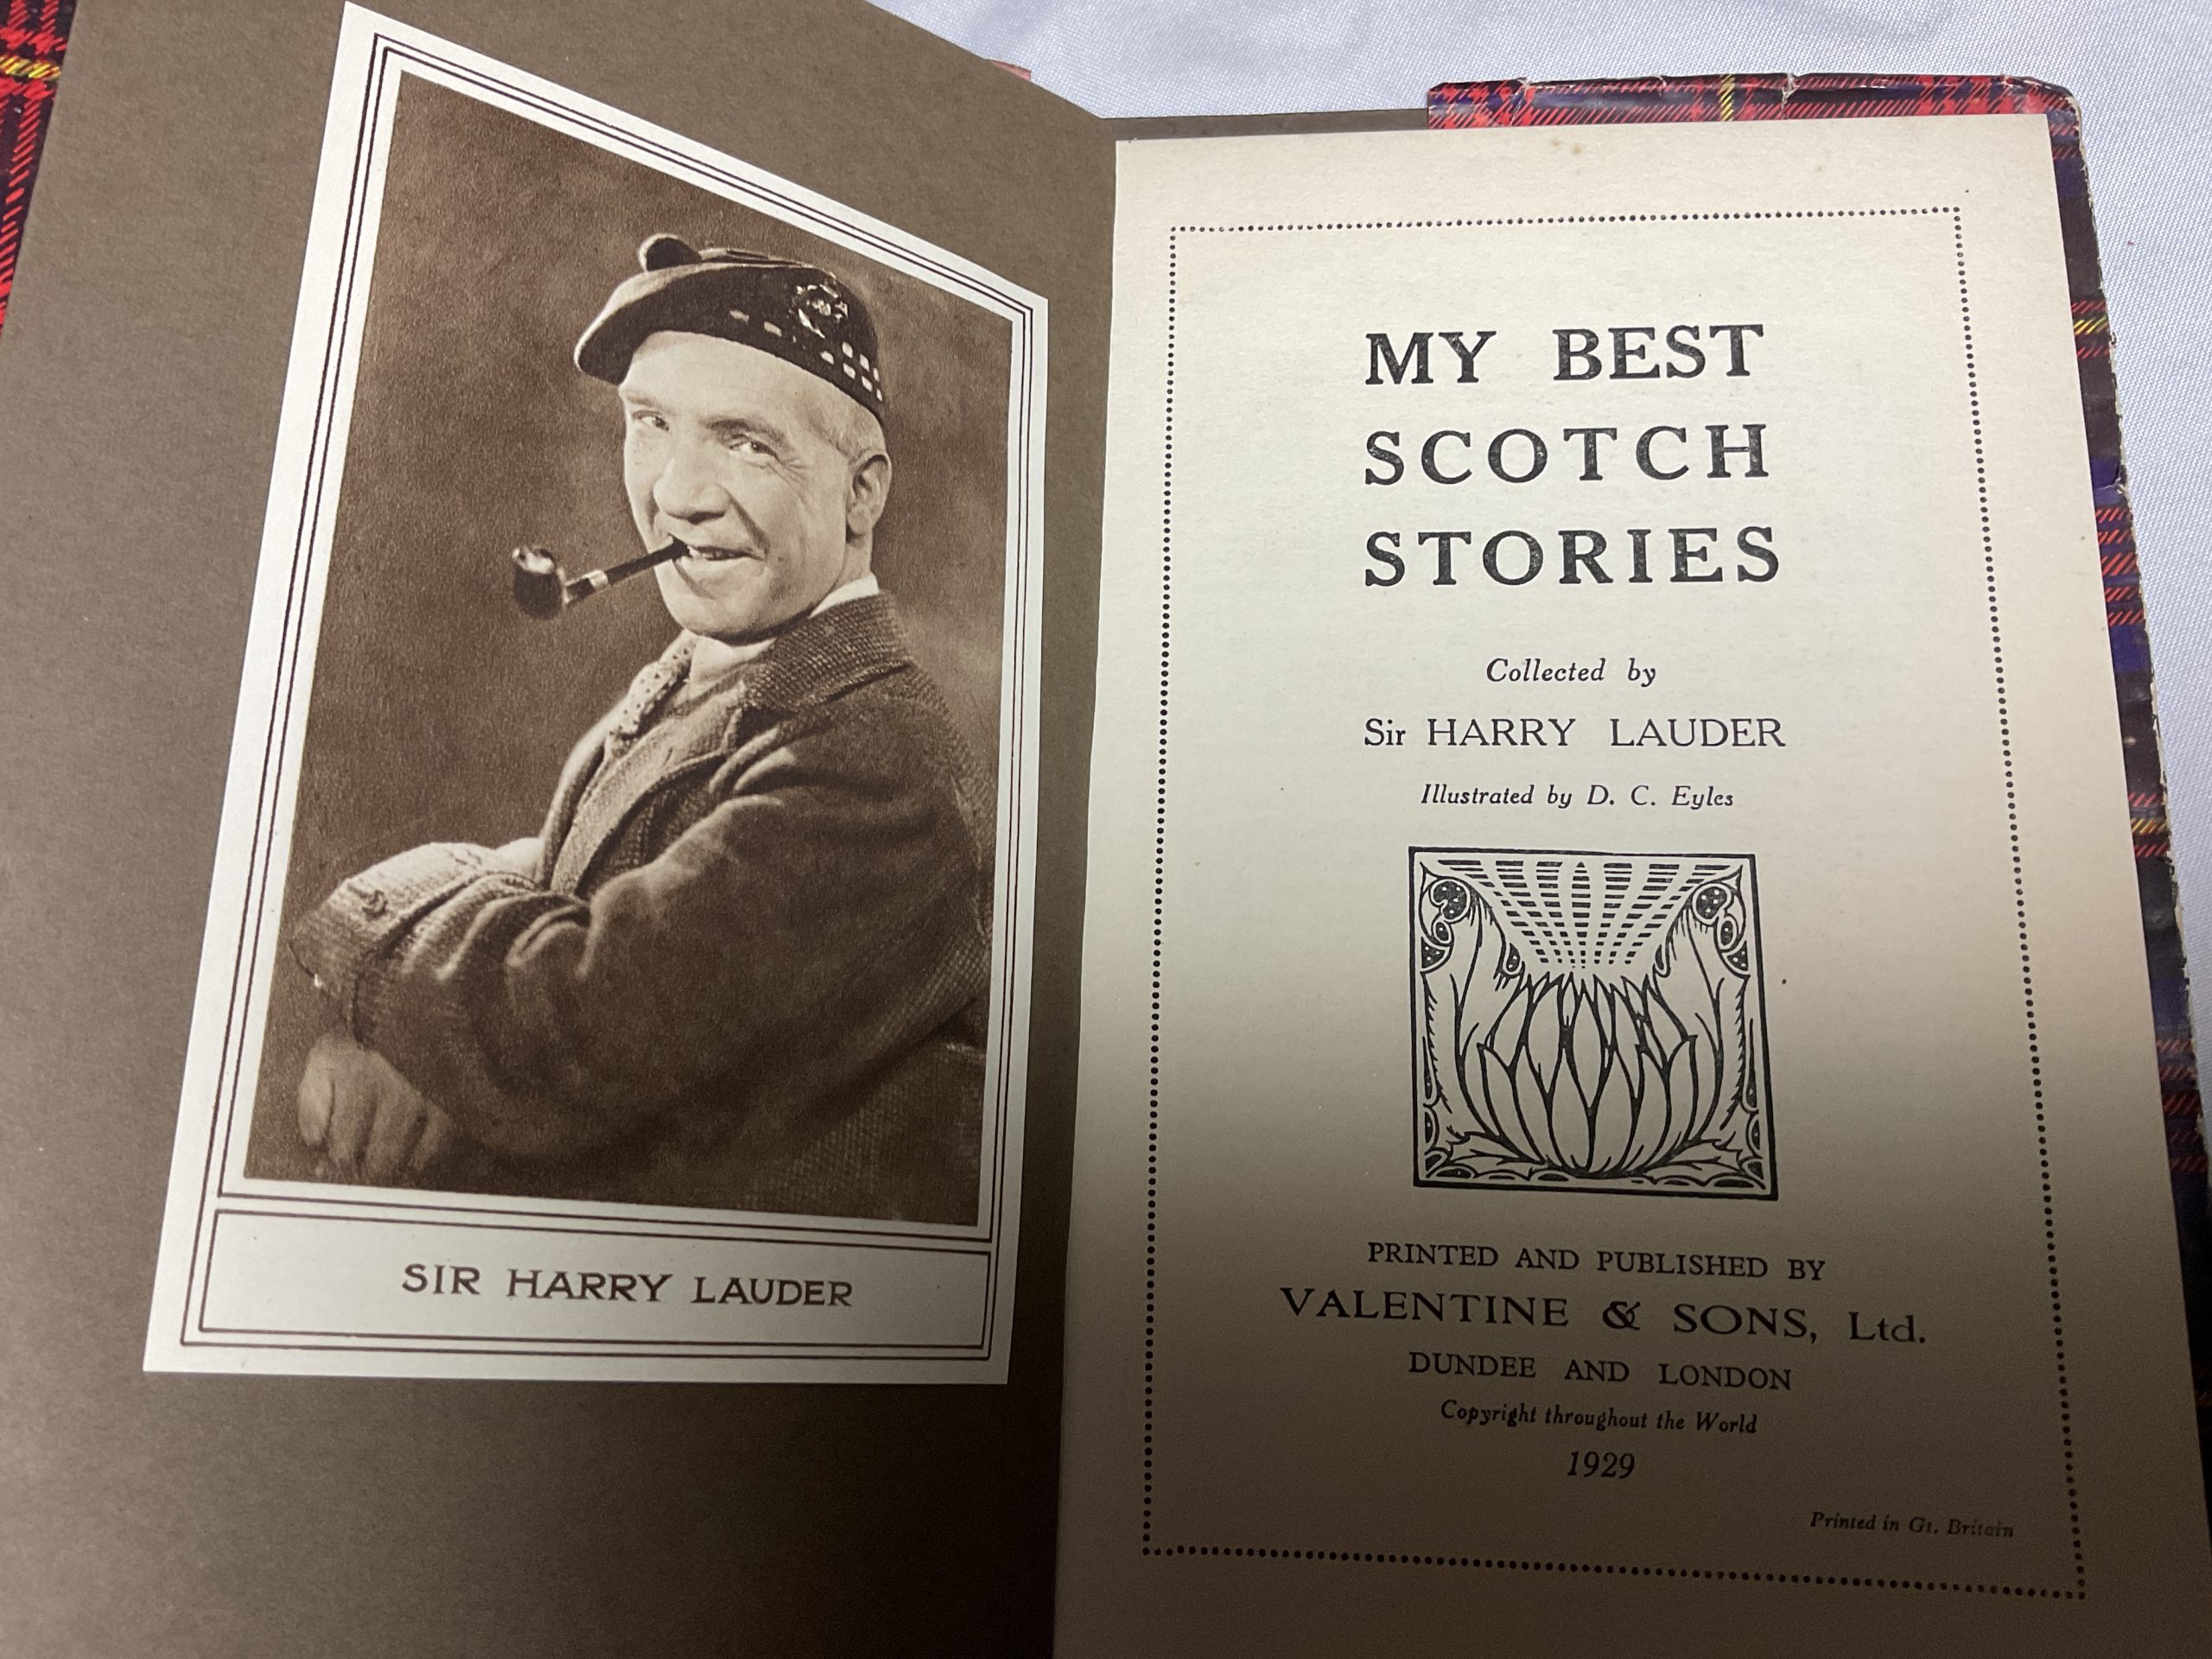 SIR HARRY LAUDER
MY BEST
SCOTCH
STORIES
Collected by
Sir HARRY LAUDER
Illustrated by D. C. Eyles
PRINTED AND PUBLISHED BY
VALENTINE & SONS, Ltd.
DUNDEE AND LONDON
Copyright throughout the World
1929
Printed in Gt. Britain